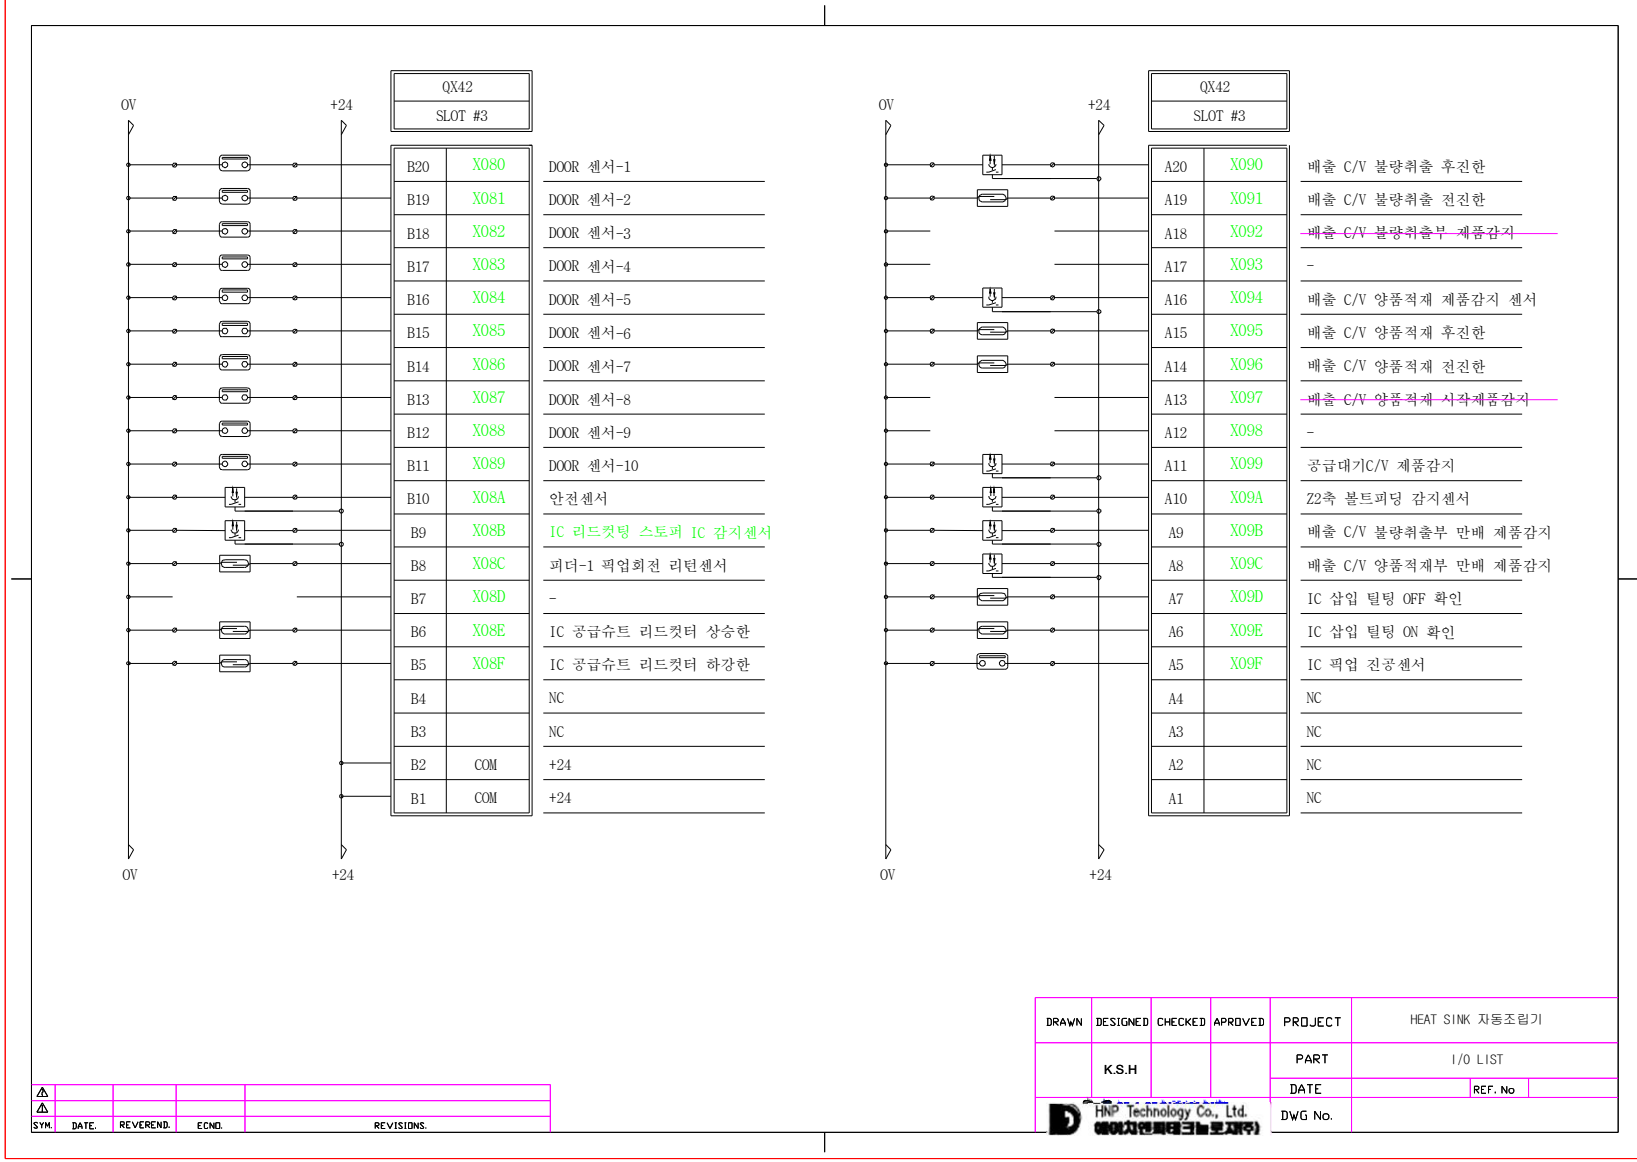 QX42
SLOT #3
0V
+24
B20 X080 DOOR 센서-1
B19 X081 DOOR 센서-2
B18 X082 DOOR 센서-3
B17 X083 DOOR 센서-4
B16 X084 DOOR 센서-5
B15 X085 DOOR 센서-6
B14 X086 DOOR 센서-7
B13 X087 DOOR 센서-8
B12 X088 DOOR 센서-9
B11 X089 DOOR 센서-10
B10 X08A 안전센서
B9 X08B IC 리드컷팅 스토퍼 IC 감지센서
B8 X08C 피더-1 픽업회전 리턴센서
B7 X08D -
B6 X08E IC 공급슈트 리드컷터 상승한
B5 X08F IC 공급슈트 리드컷터 하강한
B4 NC
B3 NC
B2 COM +24
B1 COM +24
0V
+24
QX42
SLOT #3
0V
+24
A20 X090 배출 C/V 불량취출 후진한
A19 X091 배출 C/V 불량취출 전진한
A18 X092 배출 C/V 불량취출부 제품감지
A17 X093 -
A16 X094 배출 C/V 양품적재 제품감지 센서
A15 X095 배출 C/V 양품적재 후진한
A14 X096 배출 C/V 양품적재 전진한
A13 X097 배출 C/V 양품적재 시작제품감지
A12 X098 -
A11 X099 공급대기C/V 제품감지
A10 X09A Z2축 볼트피딩 감지센서
A9 X09B 배출 C/V 불량취출부 만배 제품감지
A8 X09C 배출 C/V 양품적재부 만배 제품감지
A7 X09D IC 삽입 틸팅 OFF 확인
A6 X09E IC 삽입 틸팅 ON 확인
A5 X09F IC 픽업 진공센서
A4 NC
A3 NC
A2 NC
A1 NC
0V
+24
DRAWN DESIGNED CHECKED APROVED PROJECT HEAT SINK 자동조립기
K.S.H PART I/O LIST
DATE REF. No
DWG No.
HNP Technology Co., Ltd.
에이치엔피테크놀로지(주)
SYM. DATE. REVEREND. ECNO. REVISIONS.